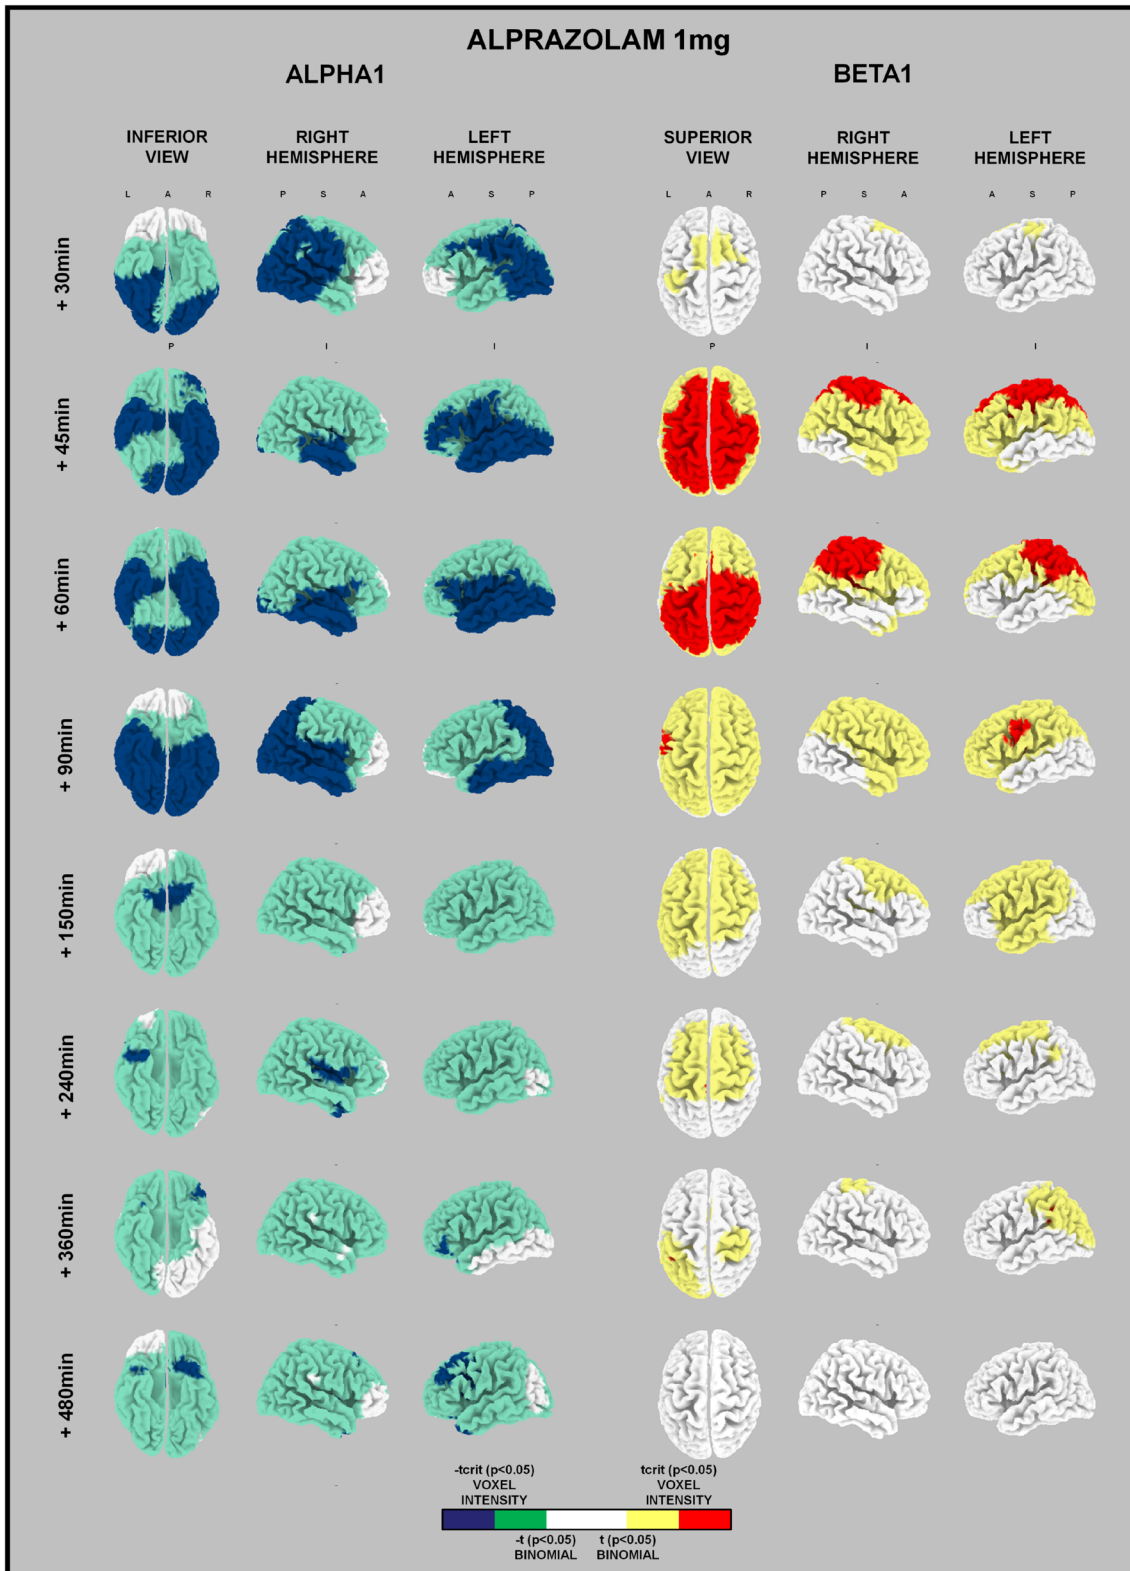 ALPRAZOLAM 1mg
ALPHA1
BETA1
INFERIOR VIEW
RIGHT HEMISPHERE
LEFT HEMISPHERE
SUPERIOR VIEW
RIGHT HEMISPHERE
LEFT HEMISPHERE
L A R
P S A
A S P
L A R
P S A
A S P
+ 30min
P
I
I
P
I
I
+ 45min
+ 60min
+ 90min
+ 150min
+ 240min
+ 360min
+ 480min
-tcrit (p<0.05)
VOXEL
INTENSITY
tcrit (p<0.05)
VOXEL
INTENSITY
-t (p<0.05)
BINOMIAL
t (p<0.05)
BINOMIAL